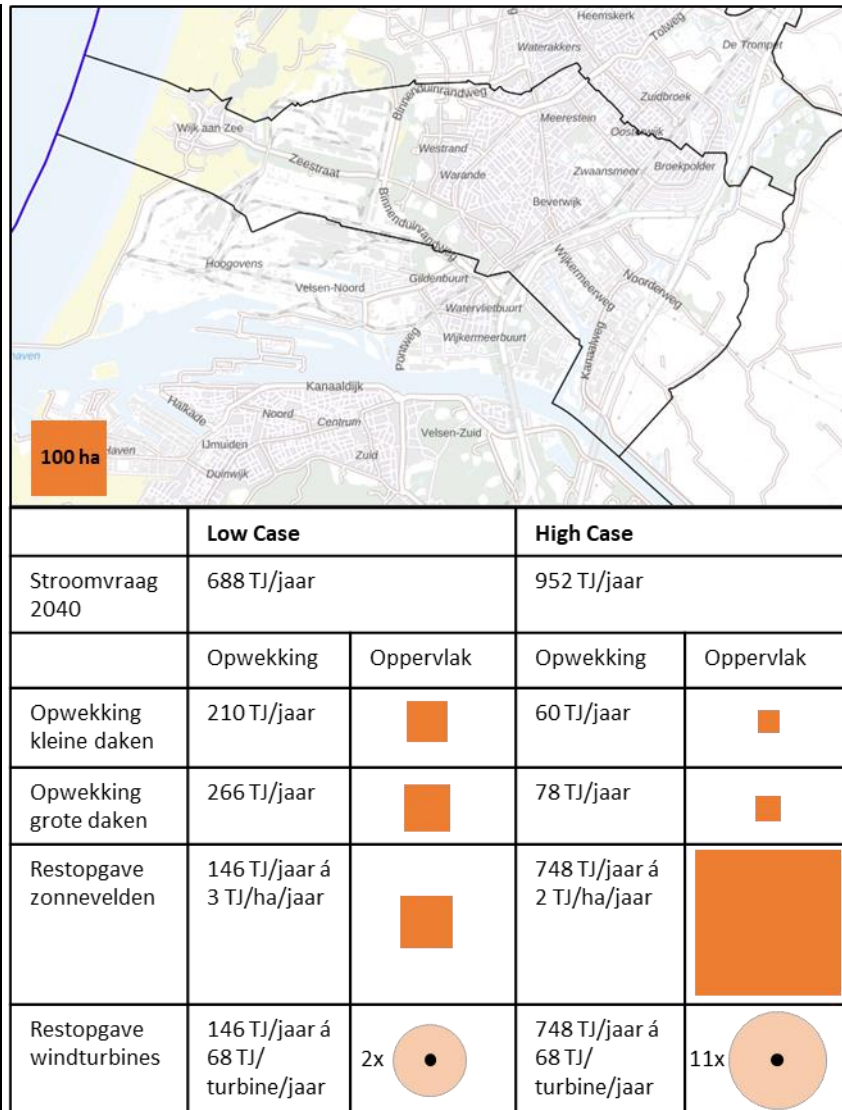 Heemskerk
Waterakkers
Tolweg
De Trompet
Binnenduinrandweg
Zuidbroek
Wijk aan Zee
Meerestein
Oosterwijk
Westrand
Zeestraat
Warande
Zwaansmeer
Broekpolder
Beverwijk
Binnenduinrandweg
Hoogovens
Gildenbuurt
Wijkermeerweg
Noorderweg
Velsen-Noord
Watervlietbuurt
Pontweg
Wijkermeerbuurt
Kanaalweg
haven
Kanaaldijk
Halkade
Noord
Centrum
Velsen-Zuid
100 ha
Haven
IJmuiden
Zuid
Duinwijk
Low Case High Case
Stroomvraag 688 TJ/jaar 952 TJ/jaar
2040
Opwekking Oppervlak Opwekking Oppervlak
Opwekking 210 TJ/jaar 60 TJ/jaar
kleine daken
Opwekking 266 TJ/jaar 78 TJ/jaar
grote daken
Restopgave 146 TJ/jaar á 748 TJ/jaar á
zonnevelden 3 TJ/ha/jaar 2 TJ/ha/jaar
Restopgave 146 TJ/jaar á 748 TJ/jaar á
windturbines 68 TJ/ 2x 68 TJ/ 11x
turbine/jaar turbine/jaar